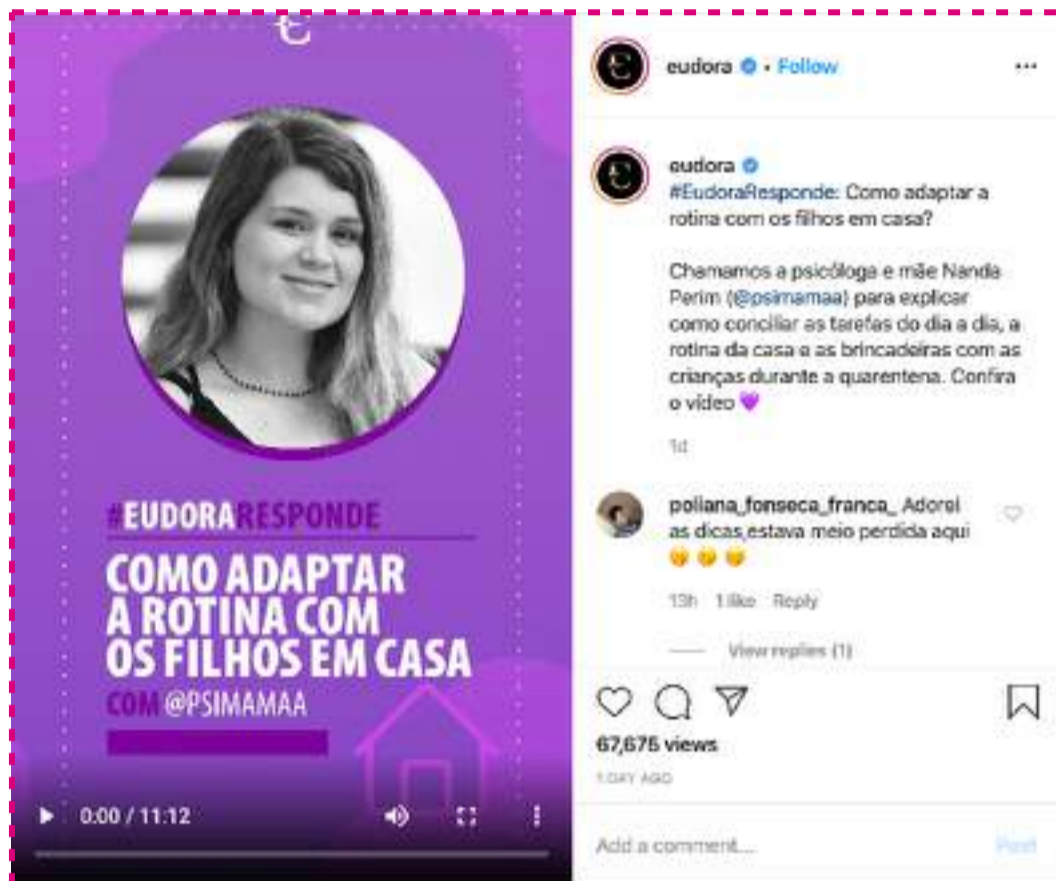 #EUDORARESPONDE
COMO ADAPTAR
A ROTINA COM
OS FILHOS EM CASA
COM @PSIMAMAA
0:00 / 11:12
eudora • Follow
eudora
#EudoraResponde: Como adaptar a
rotina com os filhos em casa?
Chamamos a psicóloga e mãe Nanda
Perim (@psimamaa) para explicar
como conciliar as tarefas do dia a dia, a
rotina da casa e as brincadeiras com as
crianças durante a quarentena. Confira
o vídeo
1d
poliana_fonseca_franca_ Adorei
as dicas,estava meio perdida aqui
13h 1 like Reply
View replies (1)
67,675 views
1 DAY AGO
Add a comment...
Post